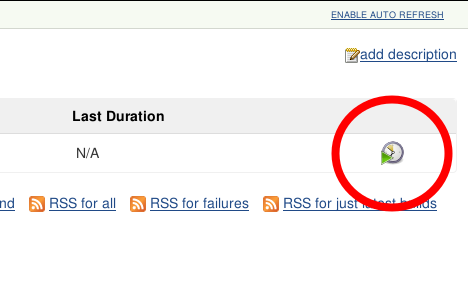 ENABLE AUTO REFRESH
add description
Last Duration
N/A
nd RSS for all RSS for failures RSS for just latest builds